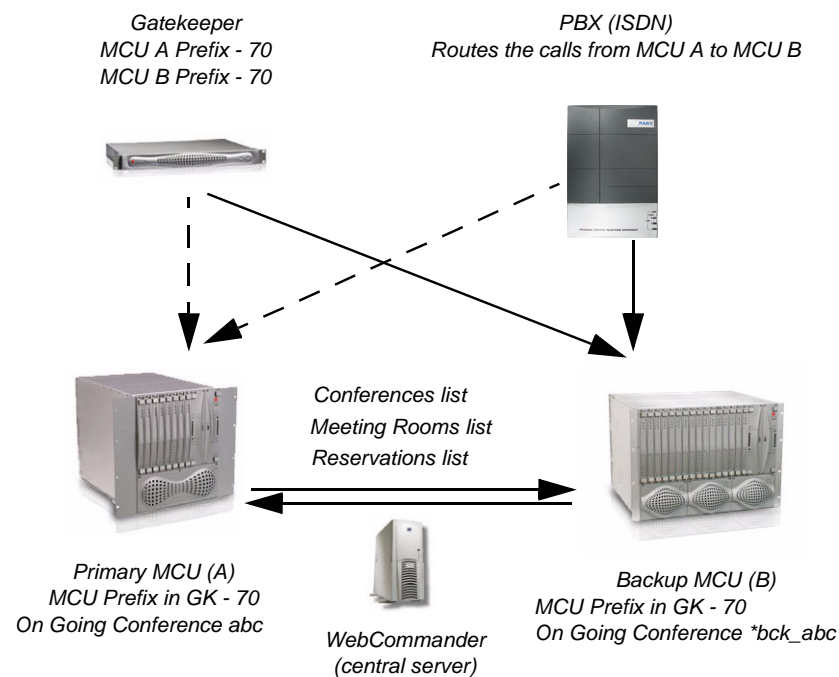 Gatekeeper
MCU A Prefix - 70
MCU B Prefix - 70
PBX (ISDN)
Routes the calls from MCU A to MCU B
PABX
Conferences list
Meeting Rooms list
Reservations list
Primary MCU (A)
MCU Prefix in GK - 70
On Going Conference abc
WebCommander
(central server)
Backup MCU (B)
MCU Prefix in GK - 70
On Going Conference *bck_abc